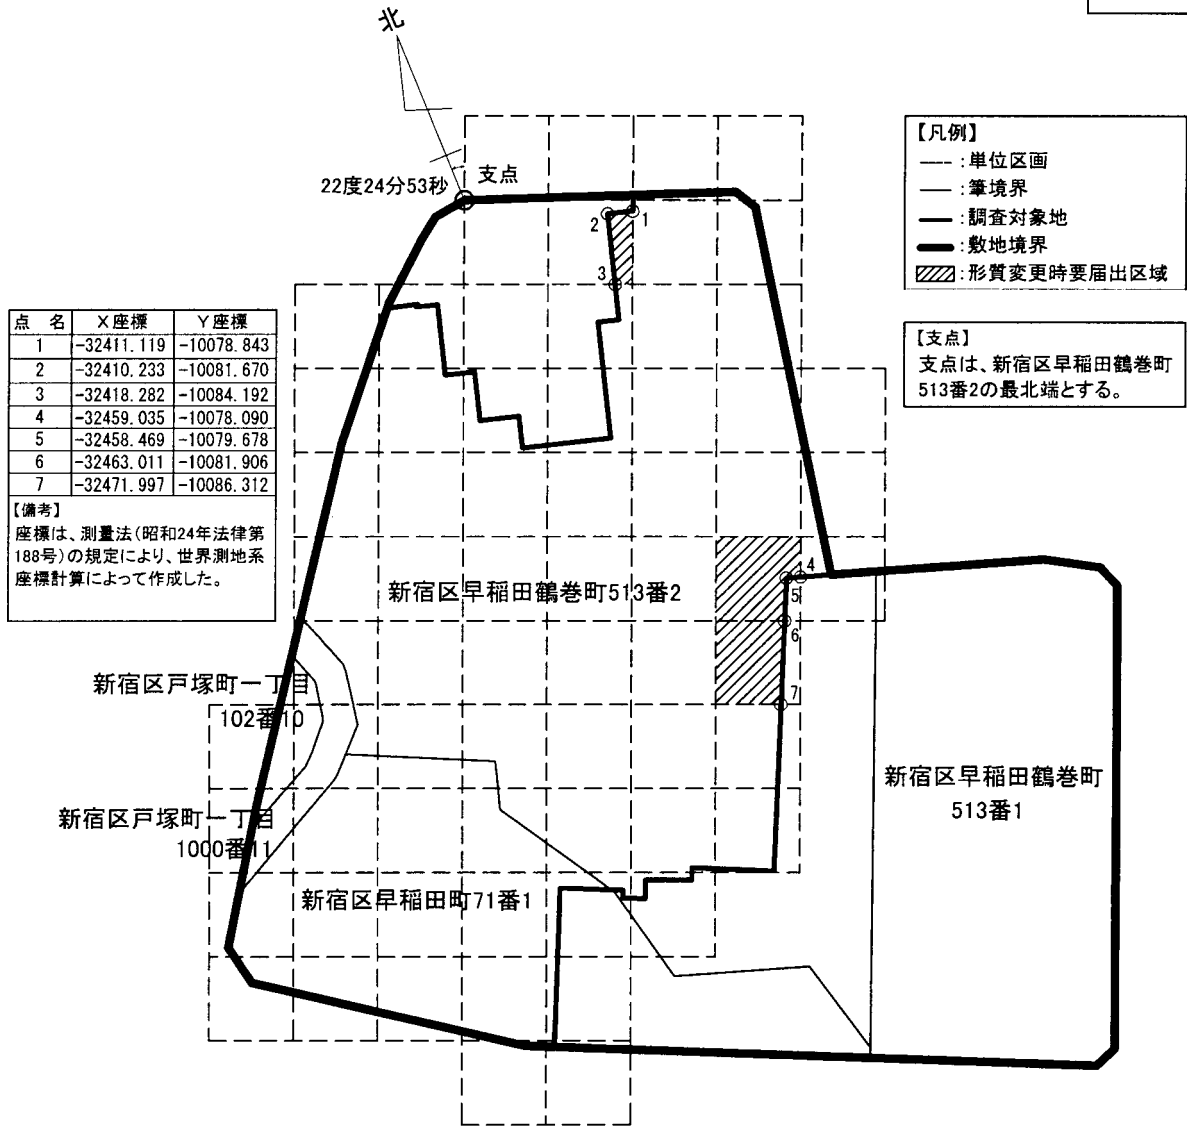 北
22度24分53秒
支点
【凡例】
：単位区画
：筆境界
：調査対象地
：敷地境界
：形質変更時要届出区域
【支点】
支点は、新宿区早稲田鶴巻町
513番2の最北端とする。
点 名 X座標 Y座標
1 -32411.119 -10078.843
2 -32410.233 -10081.670
3 -32418.282 -10084.192
4 -32459.035 -10078.090
5 -32458.469 -10079.678
6 -32463.011 -10081.906
7 -32471.997 -10086.312
【備考】
座標は、測量法（昭和24年法律第
188号）の規定により、世界測地系
座標計算によって作成した。
1
2
3
4
5
6
7
新宿区早稲田鶴巻町513番2
新宿区戸塚町一丁目
102番10
新宿区戸塚町一丁目
1000番11
新宿区早稲田町71番1
新宿区早稲田鶴巻町
513番1